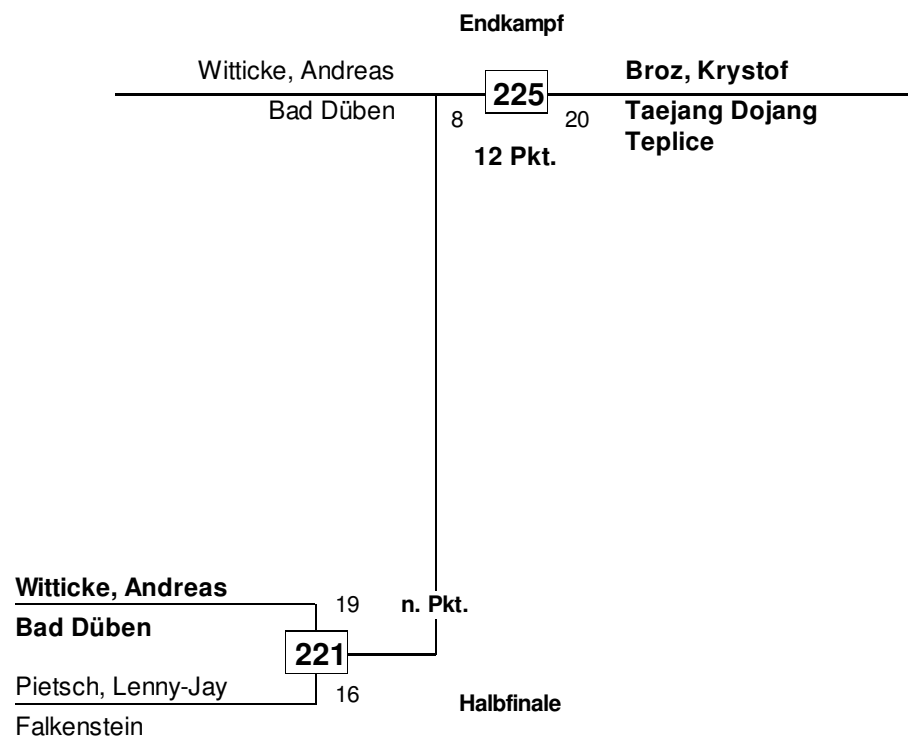 Endkampf
Witticke, Andreas
Bad Düben
8
225
20
12 Pkt.
Broz, Krystof
Taejang Dojang
Teplice
Witticke, Andreas
Bad Düben
19
n. Pkt.
221
Pietsch, Lenny-Jay
Falkenstein
16
Halbfinale